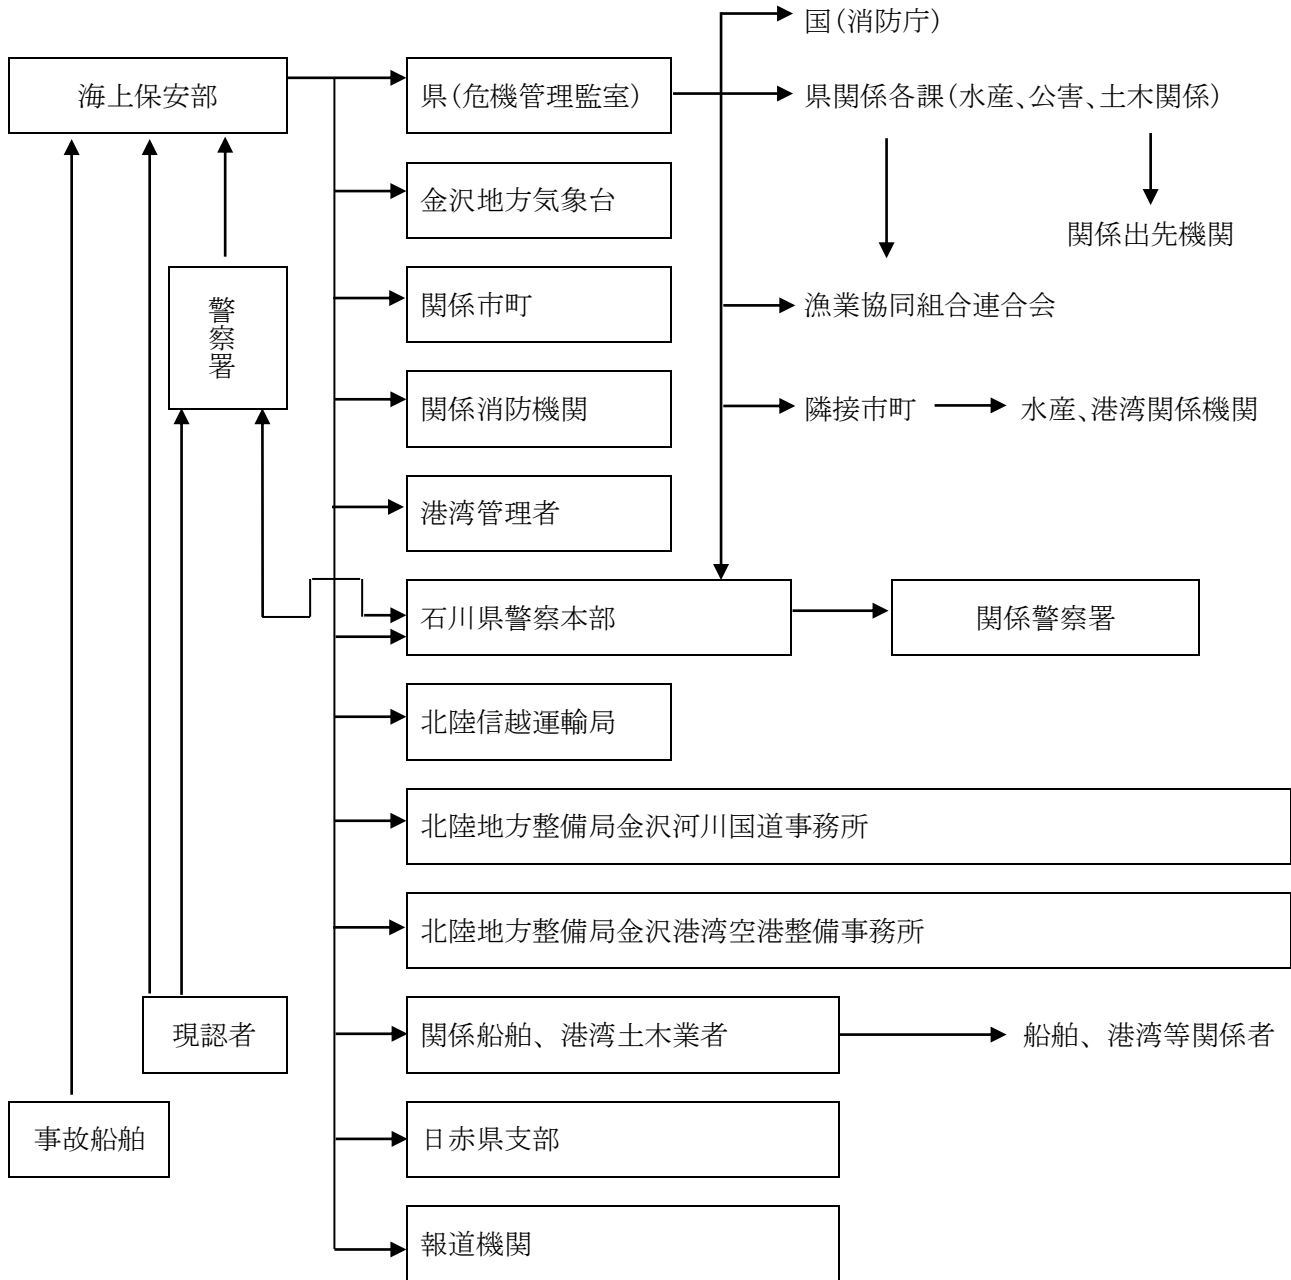 国(消防庁)
海上保安部
県(危機管理監室)
県関係各課(水産、公害、土木関係)
金沢地方気象台
関係出先機関
警察署
関係市町
漁業協同組合連合会
関係消防機関
隣接市町
水産、港湾関係機関
港湾管理者
石川県警察本部
関係警察署
北陸信越運輸局
北陸地方整備局金沢河川国道事務所
北陸地方整備局金沢港湾空港整備事務所
現認者
関係船舶、港湾土木業者
船舶、港湾等関係者
事故船舶
日赤県支部
報道機関